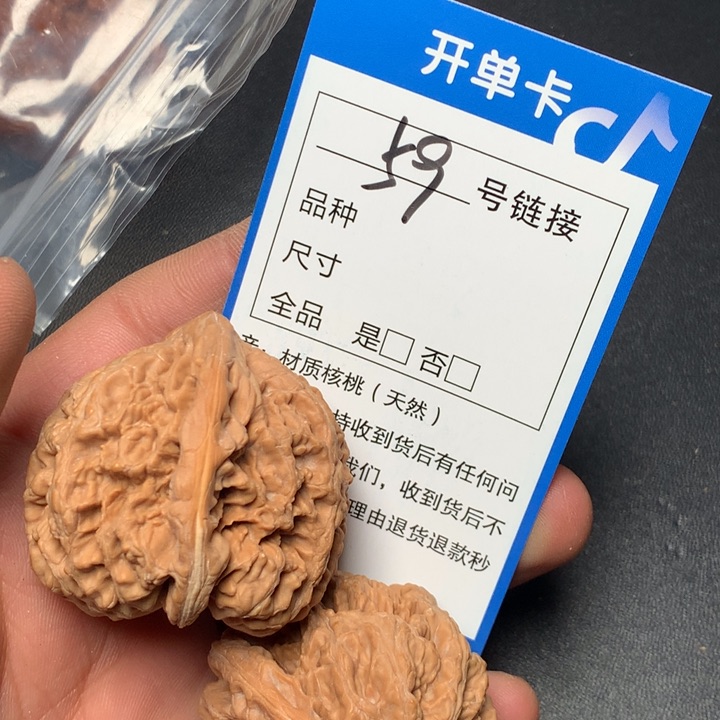 开单卡
59 号链接
品种
尺寸
全品 是□ 否□
材质核桃（天然）
持收到货后有任何问
我们，收到货后不
理由退货退款秒